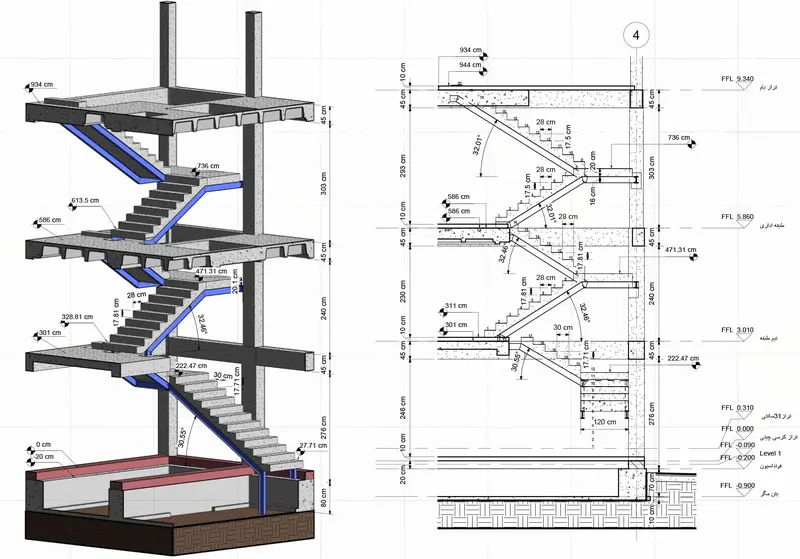 934 cm
45 cm
736 cm
303 cm
613.5 cm
586 cm
45 cm
471.31 cm
20.1 cm
28 cm
17.81 cm
240 cm
328.81 cm
32.46°
301 cm
45 cm
222.47 cm
30 cm
17.71 cm
30.55°
276 cm
0 cm
-20 cm
27.71 cm
80 cm
4
934 cm
944 cm
10 cm
45 cm
45 cm
FFL 9.340
تراز بام
28 cm
17.5 cm
32.01°
736 cm
293 cm
28 cm
20 cm
303 cm
17.5 cm
16 cm
586 cm
586 cm
32.01°
28 cm
10 cm
FFL 5.860
طبقه اداری
45 cm
45 cm
32.46°
17.81 cm
471.31 cm
28 cm
230 cm
17.81 cm
240 cm
311 cm
301 cm
32.46°
30 cm
10 cm
FFL 3.010
نیم طبقه
45 cm
45 cm
30.55°
17.71 cm
222.47 cm
246 cm
276 cm
120 cm
FFL 0.310
تراز31سانتی
FFL 0.000
تراز کرسی چینی
10 cm
FFL -0.090
Level 1
FFL -0.200
فونداسیون
20 cm
70 cm
FFL -0.900
بتن مگر
10 cm